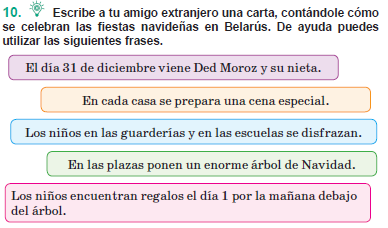 10. Escribe a tu amigo extranjero una carta, contándole cómo
se celebran las fiestas navideñas en Belarús. De ayuda puedes
utilizar las siguientes frases.
El día 31 de diciembre viene Ded Moroz y su nieta.
En cada casa se prepara una cena especial.
Los niños en las guarderías y en las escuelas se disfrazan.
En las plazas ponen un enorme árbol de Navidad.
Los niños encuentran regalos el día 1 por la mañana debajo
del árbol.